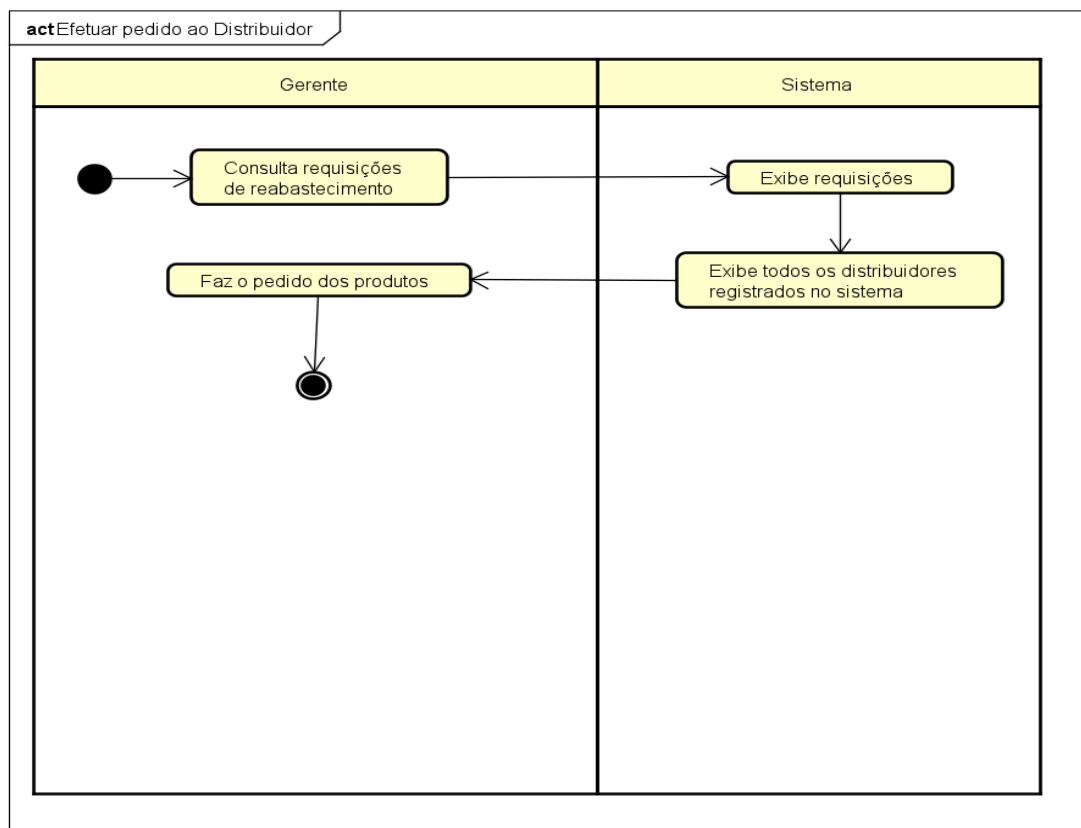 act Efetuar pedido ao Distribuidor
Gerente
Sistema
Consulta requisições
de reabastecimento
Exibe requisições
Faz o pedido dos produtos
Exibe todos os distribuidores
registrados no sistema